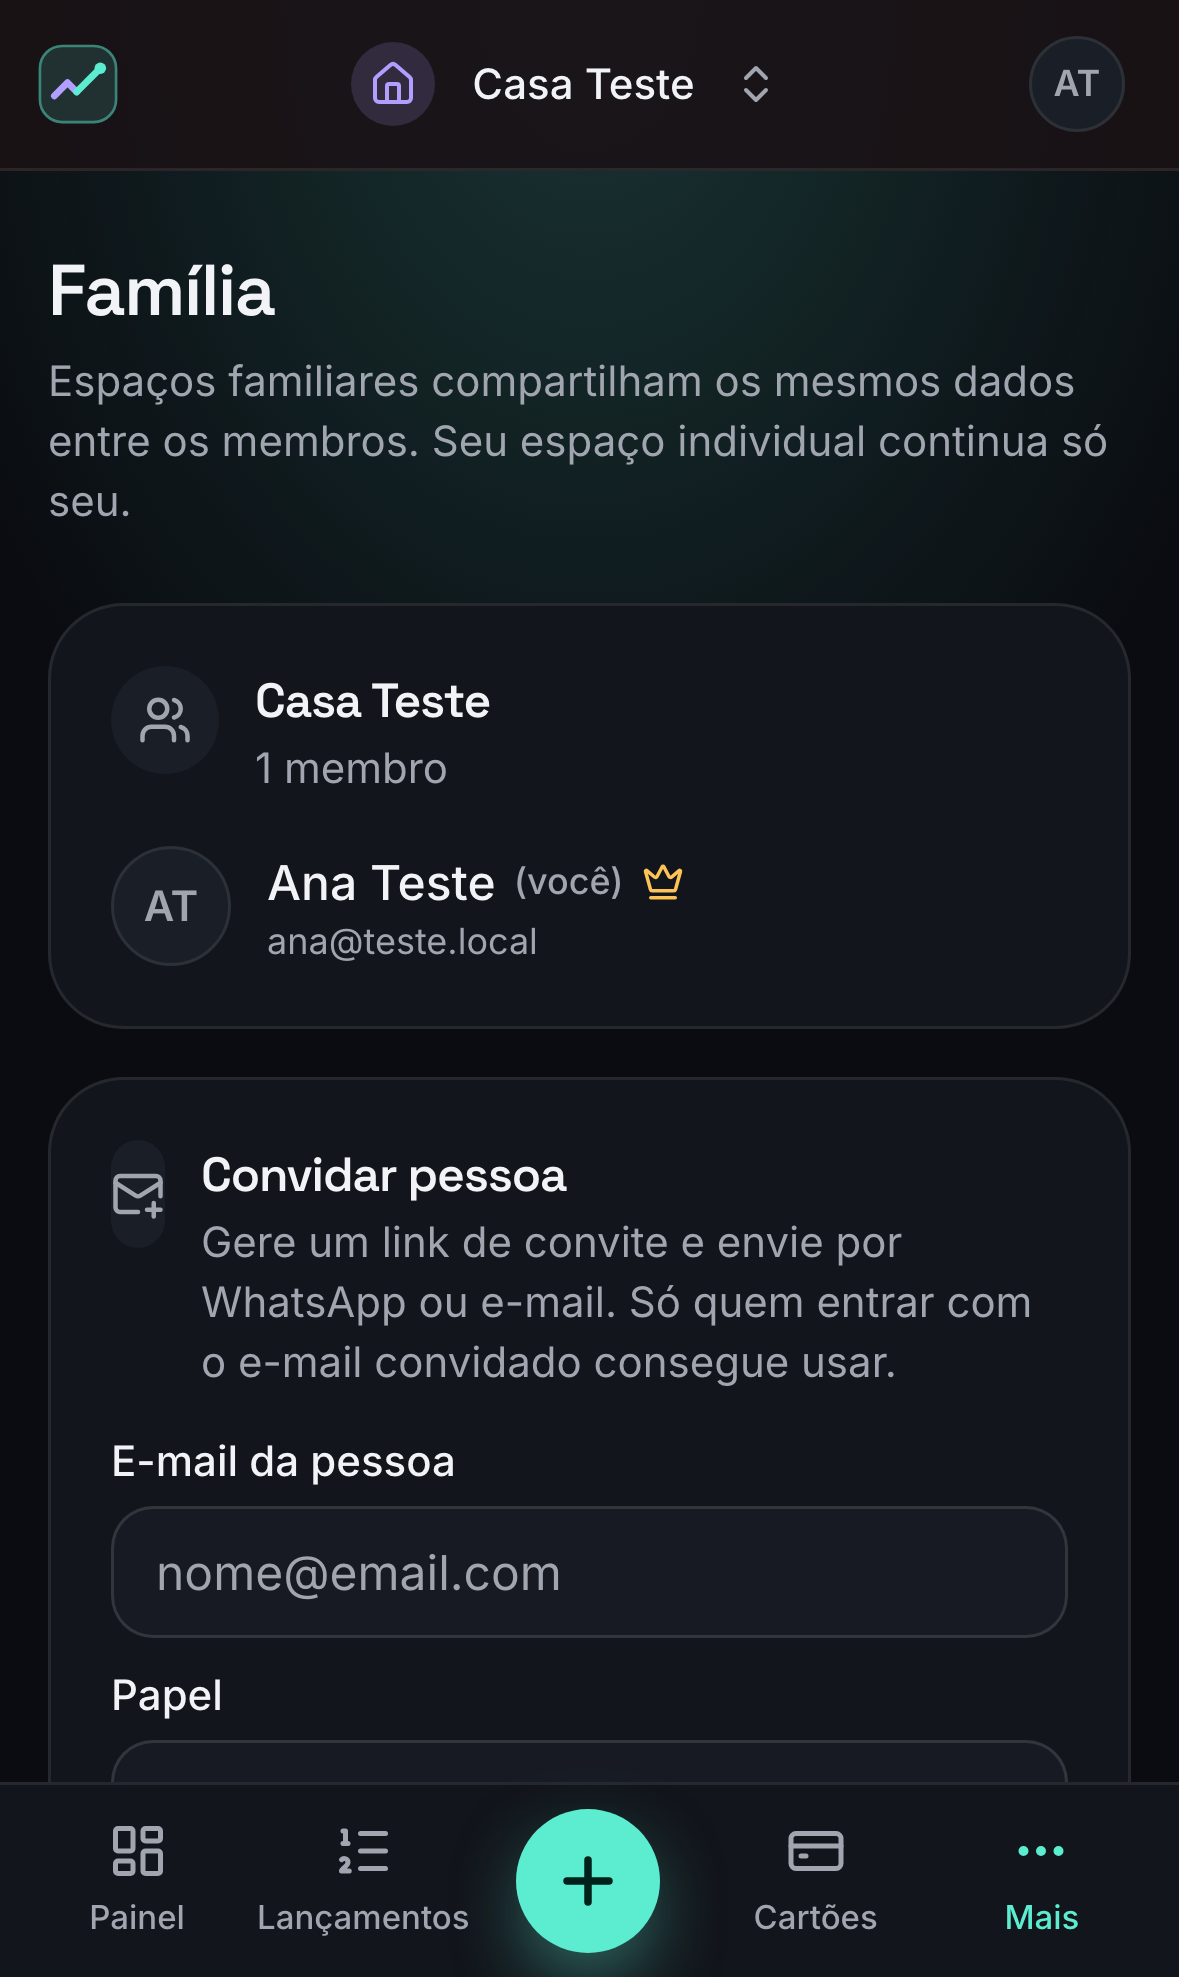 Casa Teste
AT
Família
Espaços familiares compartilham os mesmos dados
entre os membros. Seu espaço individual continua só
seu.
Casa Teste
1 membro
AT
Ana Teste (você)
ana@teste.local
Convidar pessoa
Gere um link de convite e envie por
WhatsApp ou e-mail. Só quem entrar com
o e-mail convidado consegue usar.
E-mail da pessoa
nome@email.com
Papel
Painel
Lançamentos
Cartões
Mais